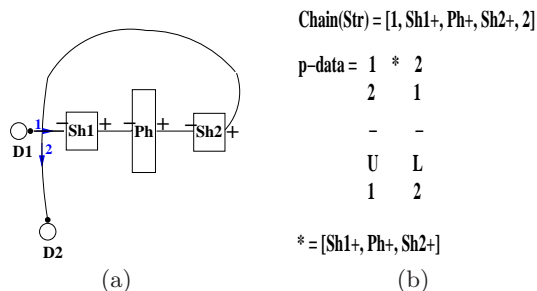 1
− Sh1 + − Ph + − Sh2 +
D1
2
D2
(a)
Chain(Str) = [1, Sh1+, Ph+, Sh2+, 2]
p−data = 1 * 2
2 1
− −
U L
1 2
* = [Sh1+, Ph+, Sh2+]
(b)